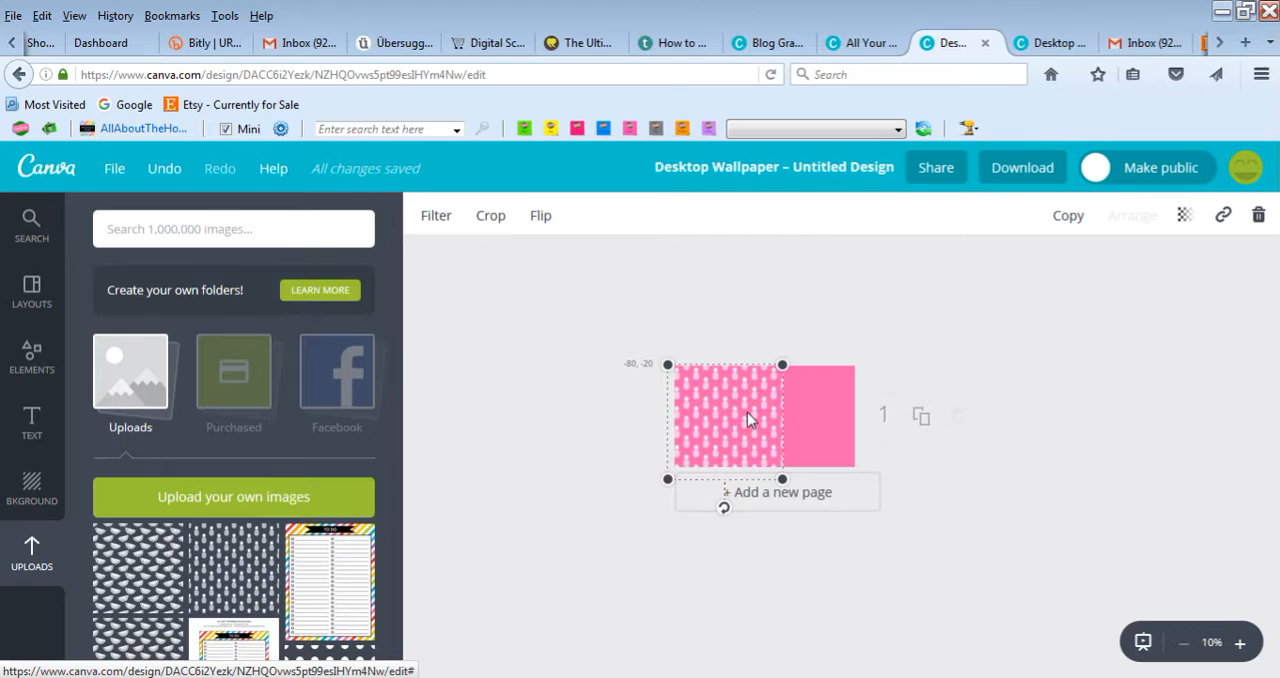 File Edit View History Bookmarks Tools Help
Sho... Dashboard Bitly | UR... Inbox (92... Übersugg... Digital Sc... The Ulti... How to ... Blog Gra... All Your ... Des... Desktop ... Inbox (92...
https://www.canva.com/design/DACC6i2Yezk/NZHQOvws5pt99esIHYm4Nw/edit Search
Most Visited Google Etsy - Currently for Sale
AllAboutTheHo... Mini Enter search text here
Canva File Undo Redo Help All changes saved Desktop Wallpaper – Untitled Design Share Download Make public
SEARCH Search 1,000,000 images... Filter Crop Flip Copy Arrange
LAYOUTS Create your own folders! LEARN MORE
ELEMENTS
-80, -20
TEXT Uploads Purchased Facebook 1
BKGROUND Upload your own images + Add a new page
UPLOADS
TO DO
10%
https://www.canva.com/design/DACC6i2Yezk/NZHQOvws5pt99esIHYm4Nw/edit#